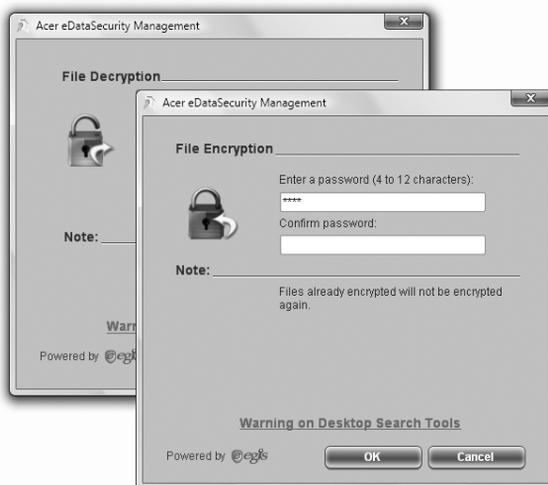 Acer eDataSecurity Management
File Decryption
Note:
Powered by
Acer eDataSecurity Management
File Encryption
Enter a password (4 to 12 characters):
****
Confirm password:
Note:
Files already encrypted will not be encrypted
again.
Warning on Desktop Search Tools
Powered by egis
OK
Cancel